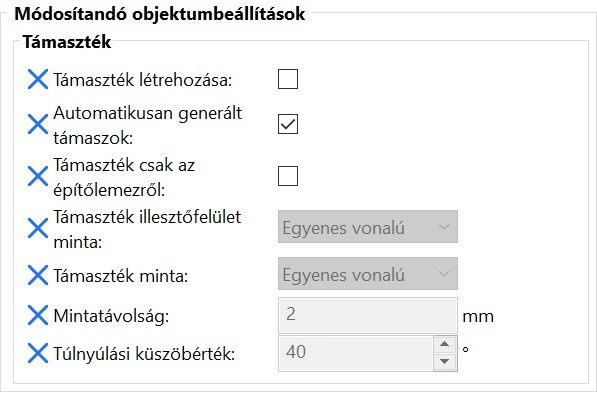 Módosítandó objektumbeállítások
Támaszték
Támaszték létrehozása:
Automatikusan generált
támaszok:
Támaszték csak az
építőlemezről:
Támaszték illesztőfelület
minta:
Egyenes vonalú
Támaszték minta:
Egyenes vonalú
Mintatávolság:
2
mm
Túlnyúlási küszöbérték:
40
°